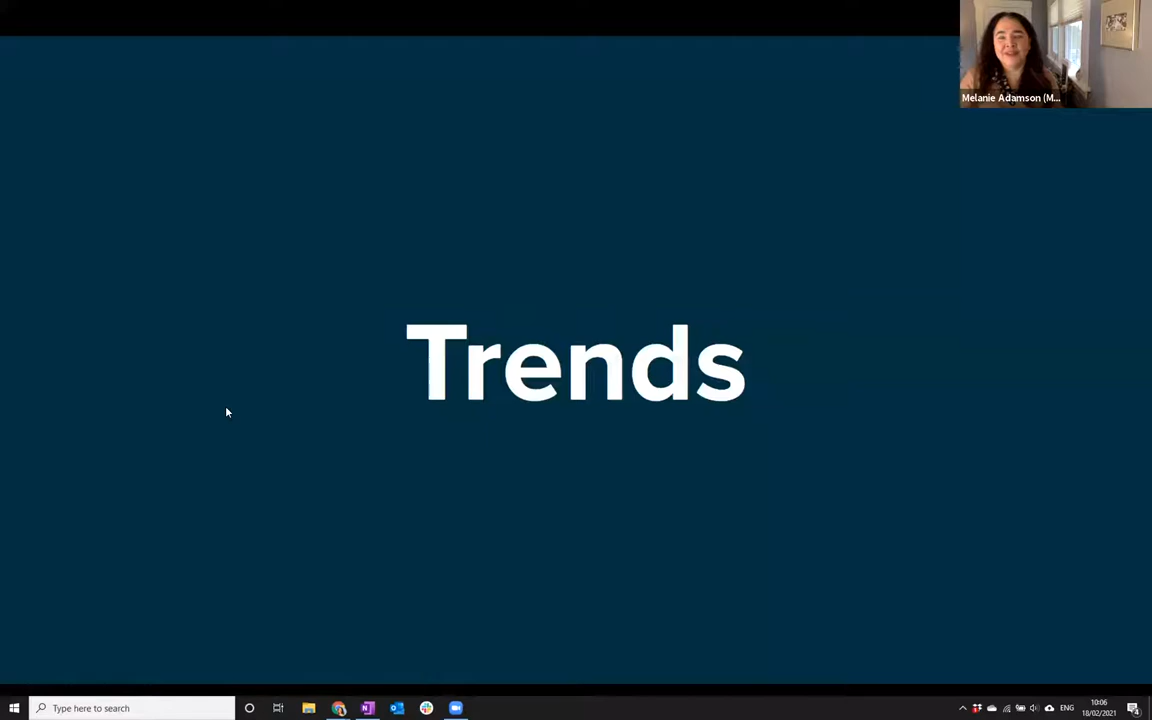 Melanie Adamson (M...
Trends
Type here to search
ENG
10:06
18/02/2021